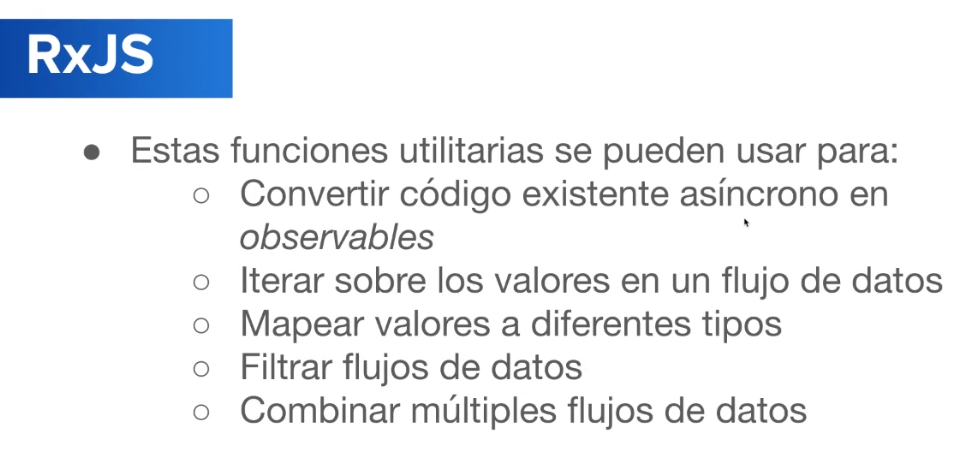 RxJS
● Estas funciones utilitarias se pueden usar para:
○ Convertir código existente asíncrono en
observables
○ Iterar sobre los valores en un flujo de datos
○ Mapear valores a diferentes tipos
○ Filtrar flujos de datos
○ Combinar múltiples flujos de datos